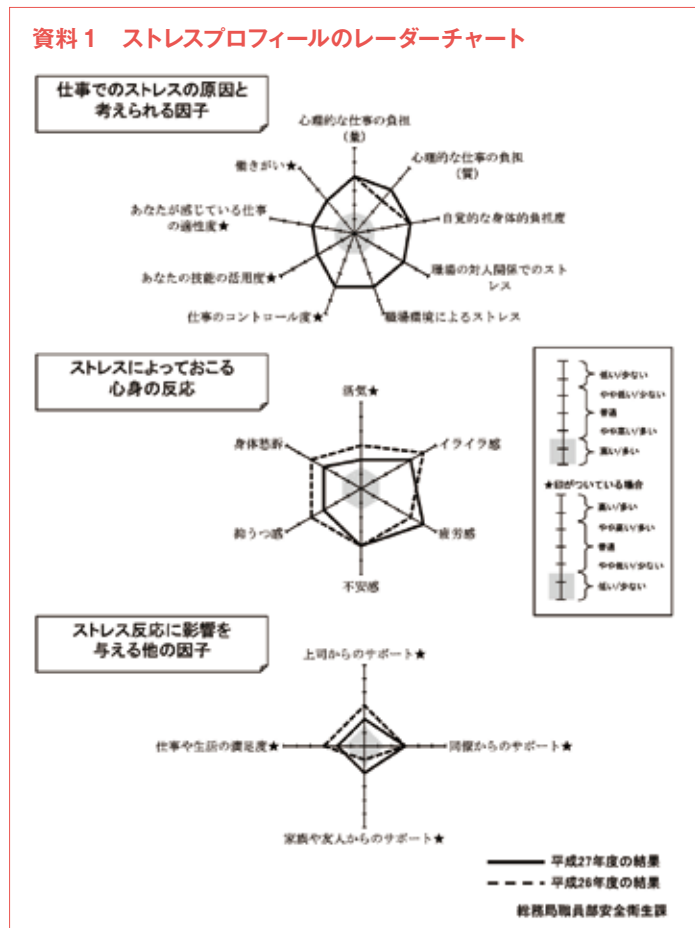 資料1 ストレスプロフィールのレーダーチャート
仕事でのストレスの原因と
考えられる因子
心理的な仕事の負担
(量)
心理的な仕事の負担
(質)
自覚的な身体的負担度
職場の対人関係でのスト
レス
職場環境によるストレス
仕事のコントロール度★
あなたの技能の活用度★
あなたが感じている仕事
の適性度★
働きがい★
ストレスによっておこる
心身の反応
活気★
イライラ感
疲労感
不安感
抑うつ感
身体愁訴
低い/少ない
やや低い/少ない
普通
やや高い/多い
高い/多い
★印がついている場合
高い/多い
やや高い/多い
普通
やや低い/少ない
低い/少ない
ストレス反応に影響を
与える他の因子
上司からのサポート★
同僚からのサポート★
家族や友人からのサポート★
仕事や生活の満足度★
平成27年度の結果
平成26年度の結果
総務局職員部安全衛生課